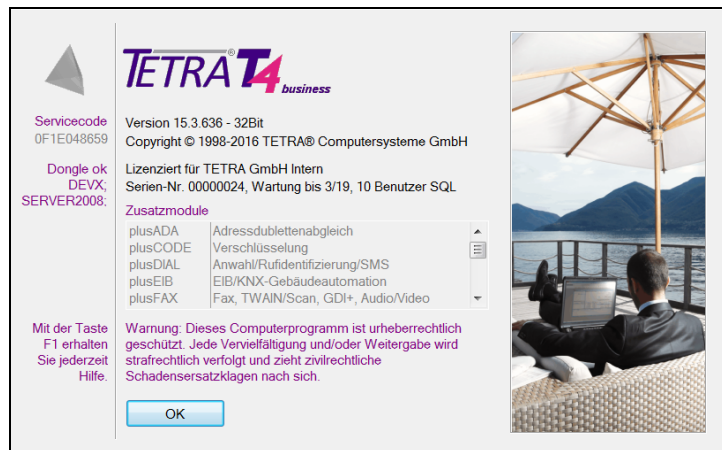 TETRA® T4
business
Servicecode
0F1E048659
Dongle ok
DEVX;
SERVER2008;
Version 15.3.636 - 32Bit
Copyright © 1998-2016 TETRA® Computersysteme GmbH
Lizenziert für TETRA GmbH Intern
Serien-Nr. 00000024, Wartung bis 3/19, 10 Benutzer SQL
Zusatzmodule
plusADA Adressdublettenabgleich
plusCODE Verschlüsselung
plusDIAL Anwahl/Rufidentifizierung/SMS
plusEIB EIB/KNX-Gebäudeautomation
plusFAX Fax, TWAIN/Scan, GDI+, Audio/Video
Mit der Taste
F1 erhalten
Sie jederzeit
Hilfe.
Warnung: Dieses Computerprogramm ist urheberrechtlich
geschützt. Jede Vervielfältigung und/oder Weitergabe wird
strafrechtlich verfolgt und zieht zivilrechtliche
Schadensersatzklagen nach sich.
OK